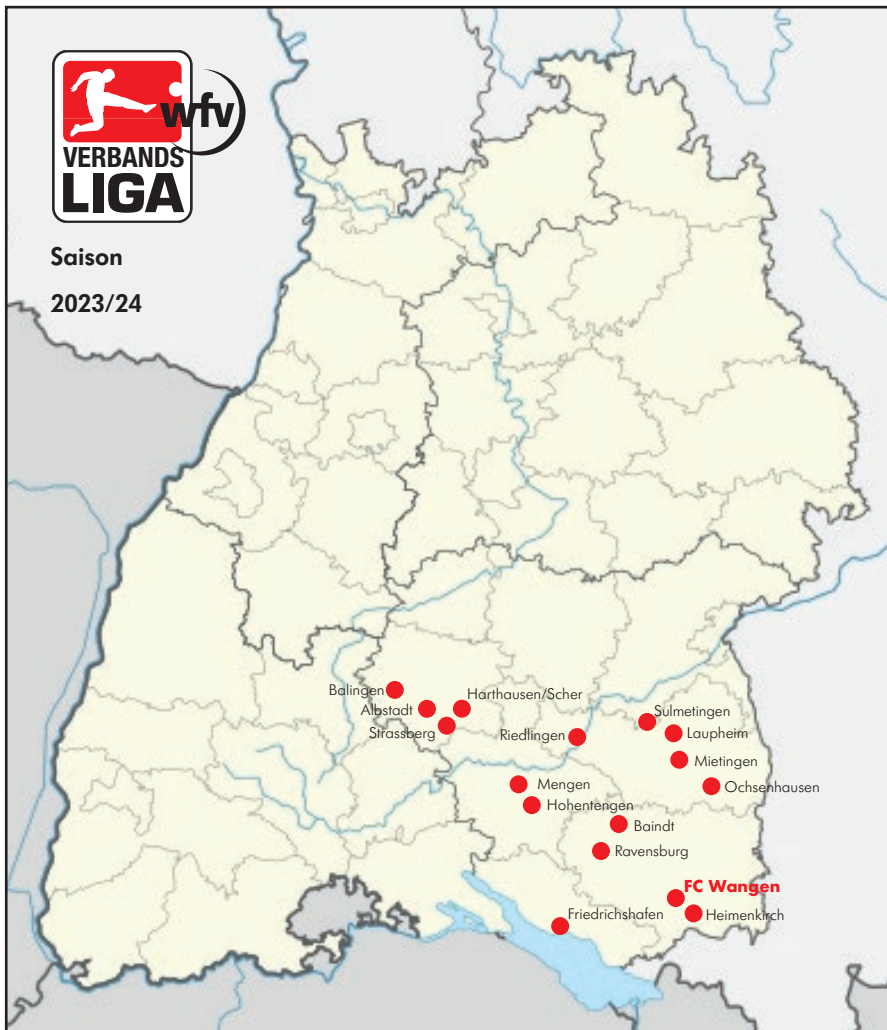 wfv
VERBANDS
LIGA
Saison
2023/24
Balingen
Harthausen/Scher
Albstadt
Strassberg
Riedlingen
Sulmetingen
Laupheim
Mietingen
Mengen
Ochsenhausen
Hohentengen
Baindt
Ravensburg
FC Wangen
Friedrichshafen
Heimenkirch